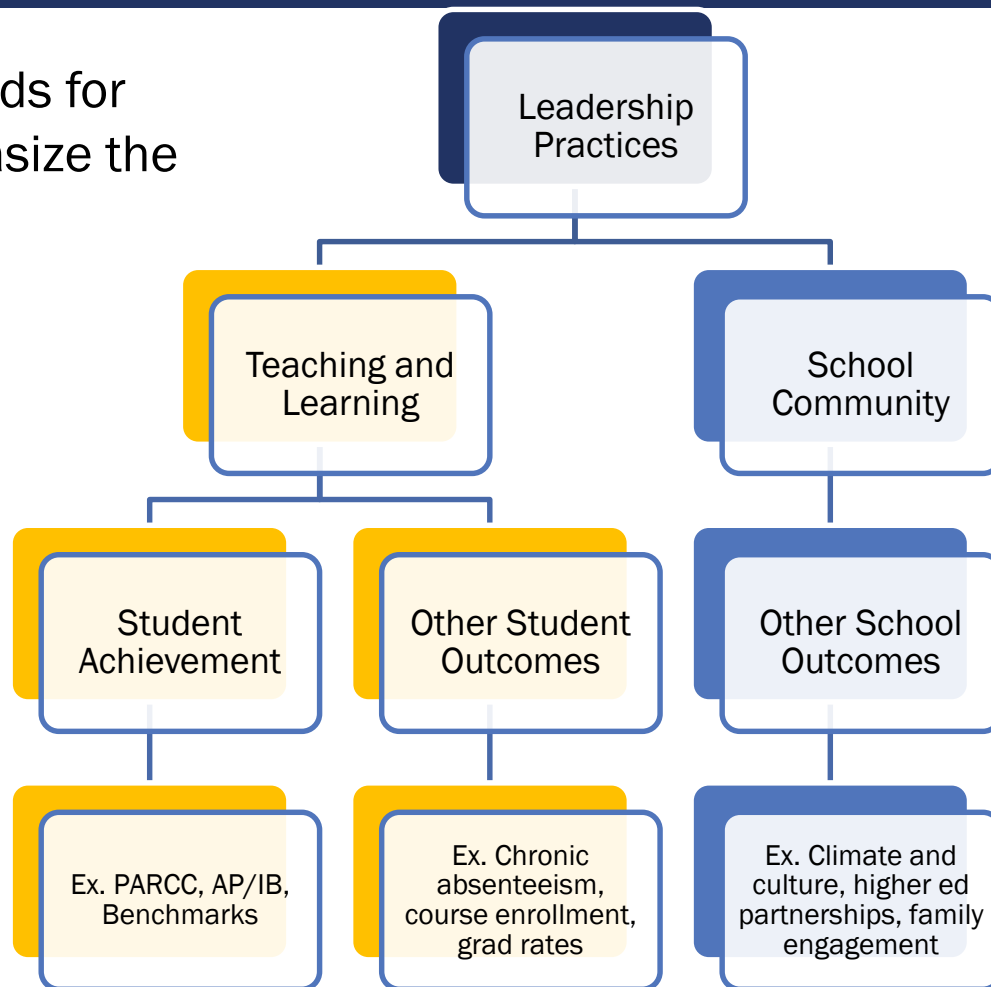 ds for
asize the
Leadership
Practices
Teaching and
Learning
School
Community
Student
Achievement
Other Student
Outcomes
Other School
Outcomes
Ex. PARCC, AP/IB,
Benchmarks
Ex. Chronic
absenteeism,
course enrollment,
grad rates
Ex. Climate and
culture, higher ed
partnerships, family
engagement